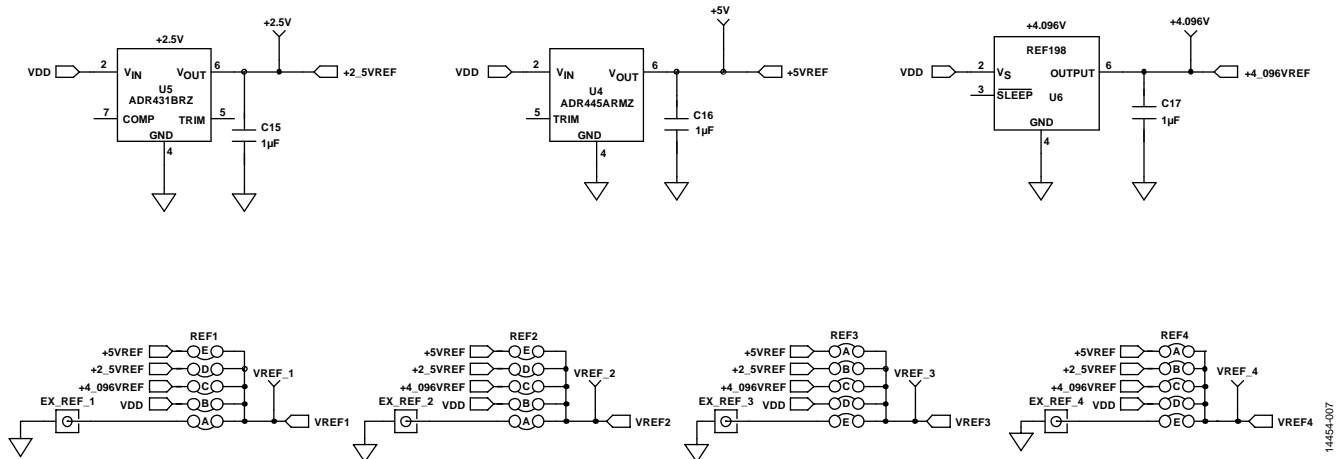 +2.5V
+2.5V
VDD
2
VIN
VOUT
6
+2_5VREF
U5
ADR431BRZ
7
COMP
TRIM
5
GND
4
C15
1µF
+5V
VDD
2
VIN
VOUT
6
+5VREF
U4
ADR445ARMZ
5
TRIM
GND
4
C16
1µF
+4.096V
+4.096V
REF198
VDD
2
VS
OUTPUT
6
+4_096VREF
3
SLEEP
U6
GND
4
C17
1µF
REF1
+5VREF
E
+2_5VREF
D
VREF_1
+4_096VREF
C
EX_REF_1
VDD
B
A
VREF1
REF2
+5VREF
E
+2_5VREF
D
VREF_2
+4_096VREF
C
EX_REF_2
VDD
B
A
VREF2
REF3
+5VREF
A
+2_5VREF
B
VREF_3
+4_096VREF
C
EX_REF_3
VDD
D
E
VREF3
REF4
+5VREF
A
+2_5VREF
B
VREF_4
+4_096VREF
C
EX_REF_4
VDD
D
E
VREF4
14454-007